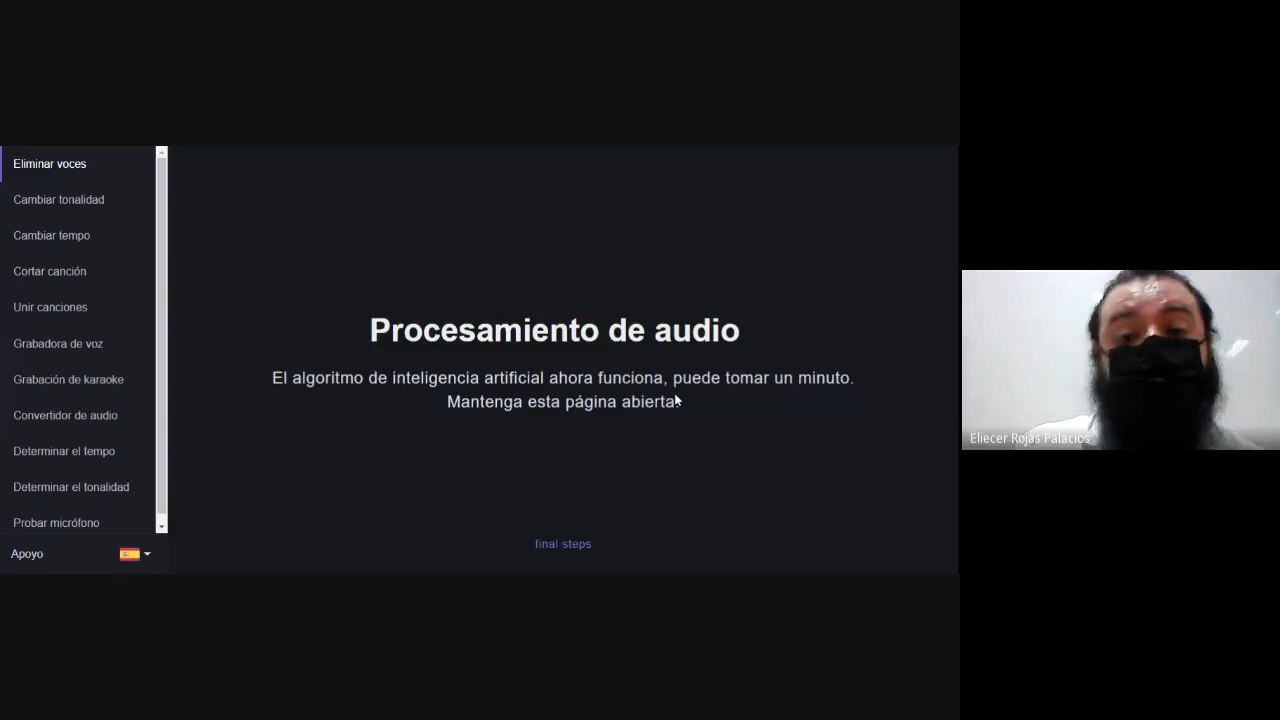 Eliminar voces
Cambiar tonalidad
Cambiar tempo
Cortar canción
Unir canciones
Grabadora de voz
Grabación de karaoke
Convertidor de audio
Determinar el tempo
Determinar el tonalidad
Probar micrófono
Apoyo
Procesamiento de audio
El algoritmo de inteligencia artificial ahora funciona, puede tomar un minuto.
Mantenga esta página abierta.
final steps
Eliecer Rojas Palacios